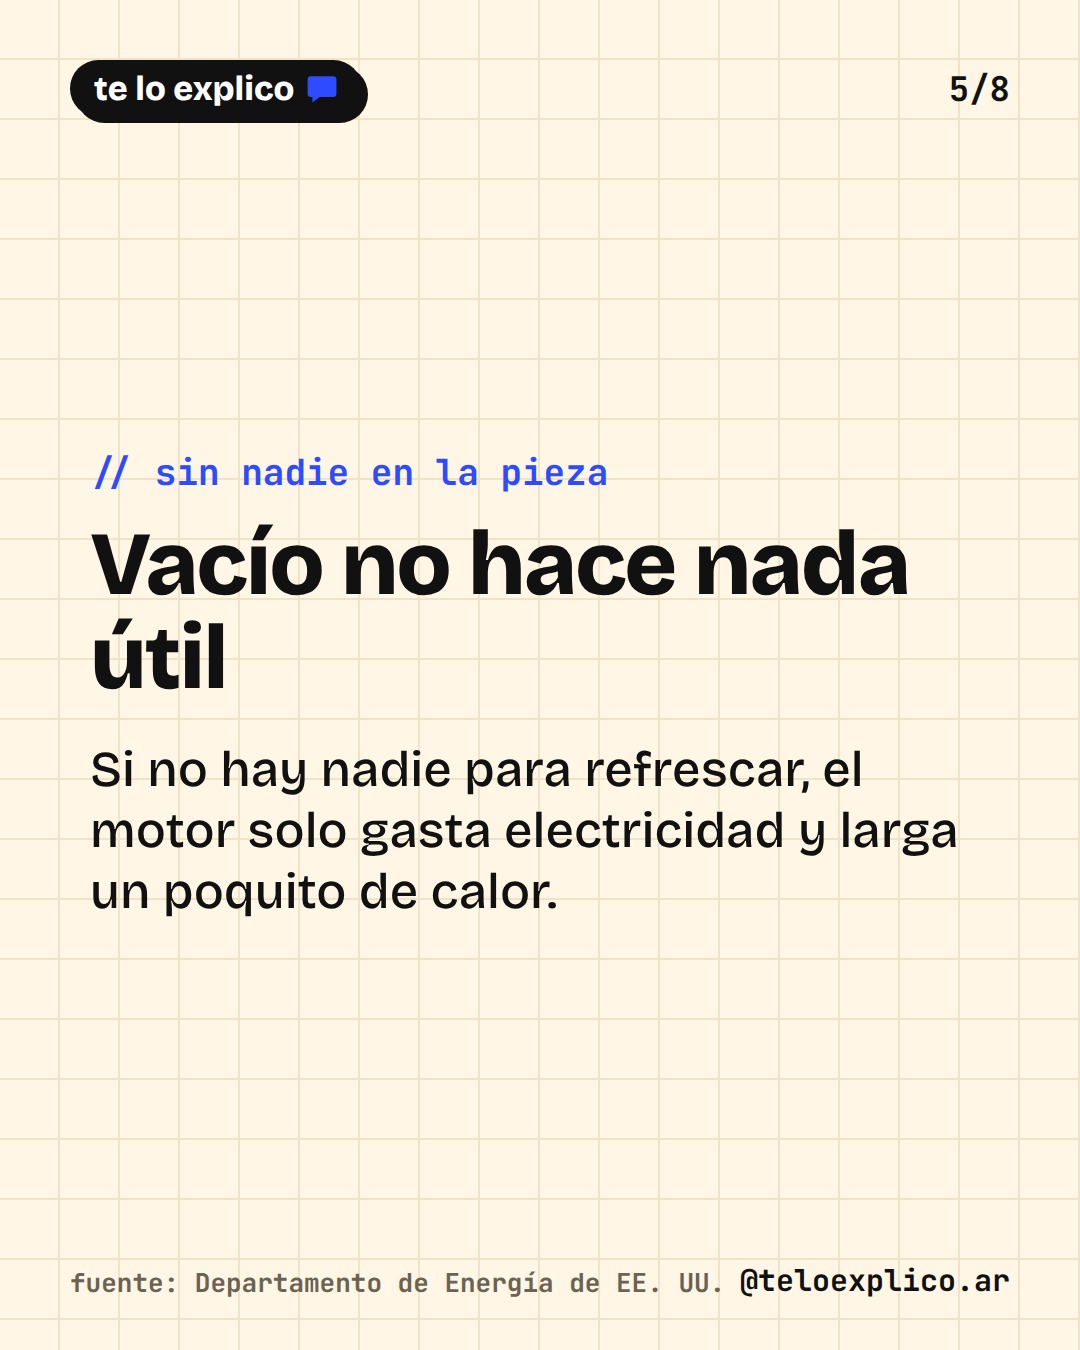 te lo explico
5/8
// sin nadie en la pieza
Vacío no hace nada
útil
Si no hay nadie para refrescar, el
motor solo gasta electricidad y larga
un poquito de calor.
fuente: Departamento de Energía de EE. UU.
@teloexplico.ar